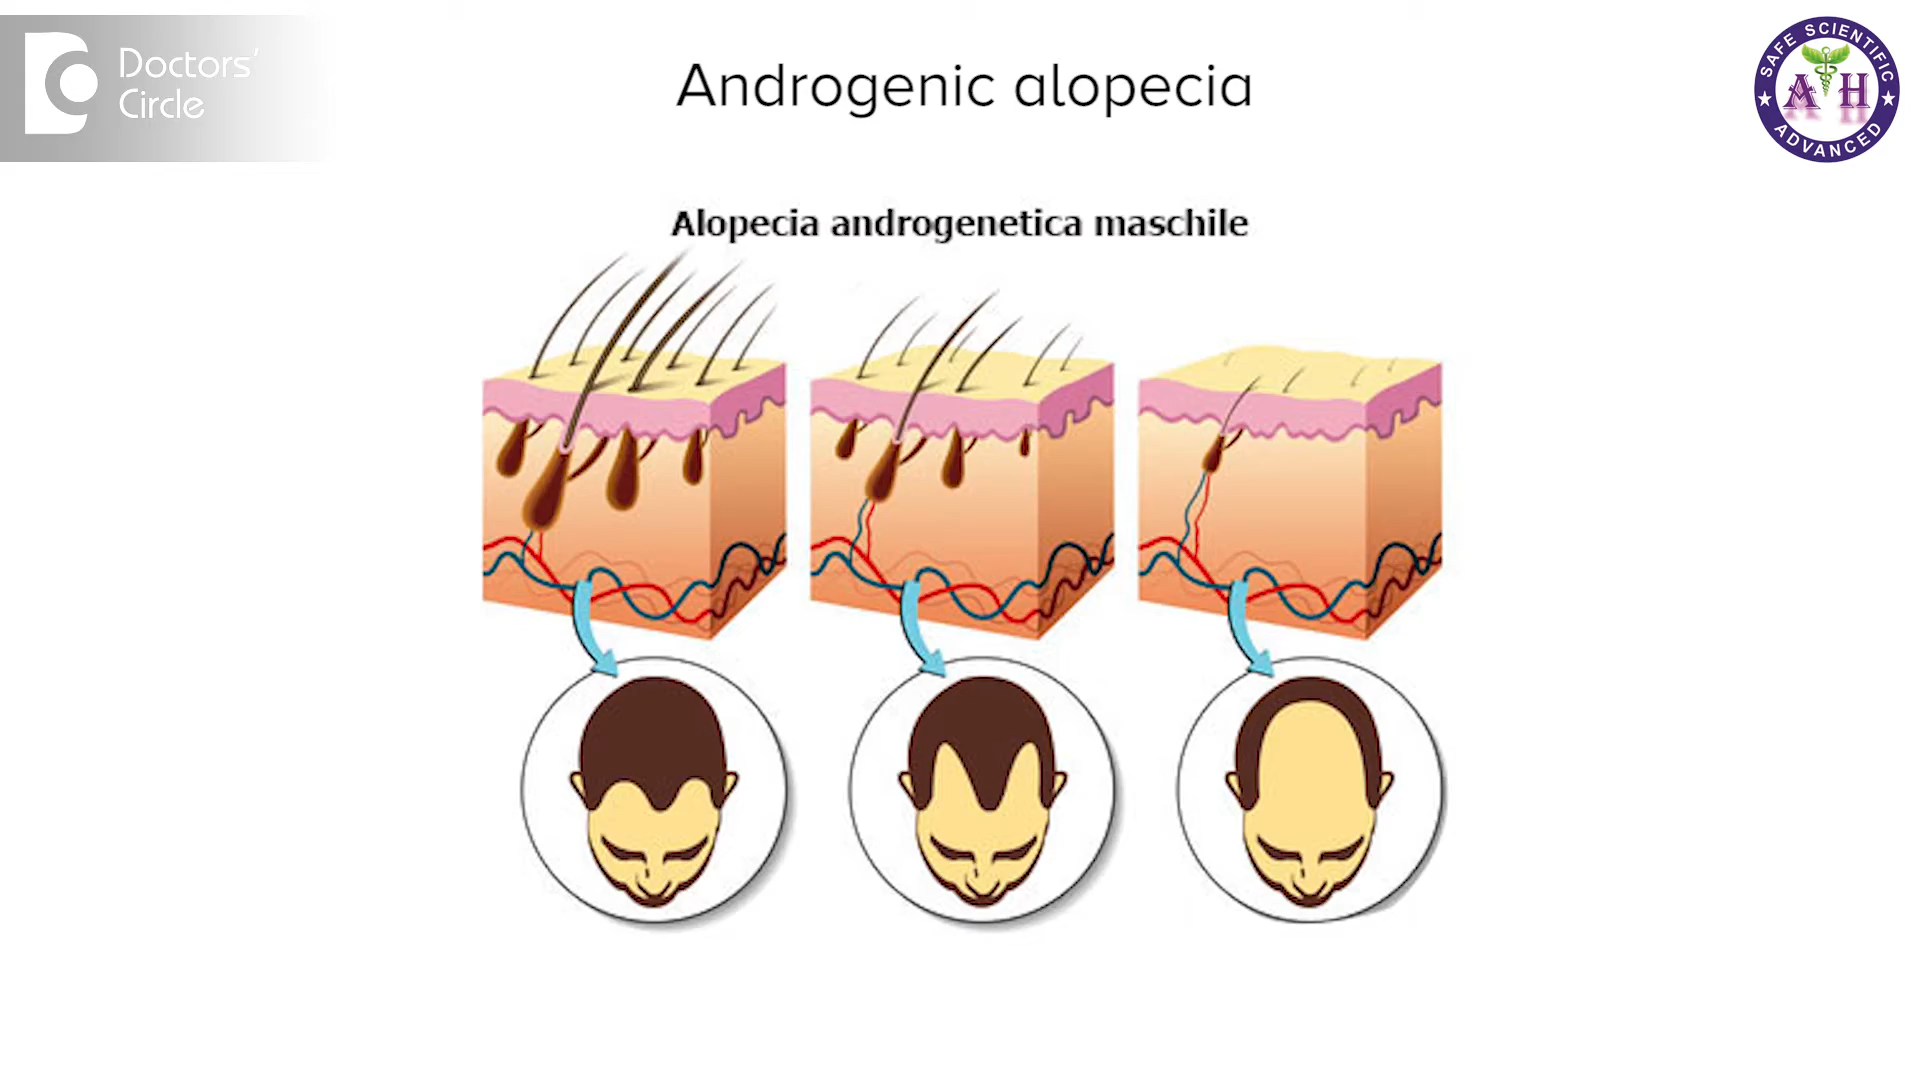 Doctors'
Circle
Androgenic alopecia
SAFE SCIENTIFIC
A H
ADVANCED
Alopecia androgenetica maschile